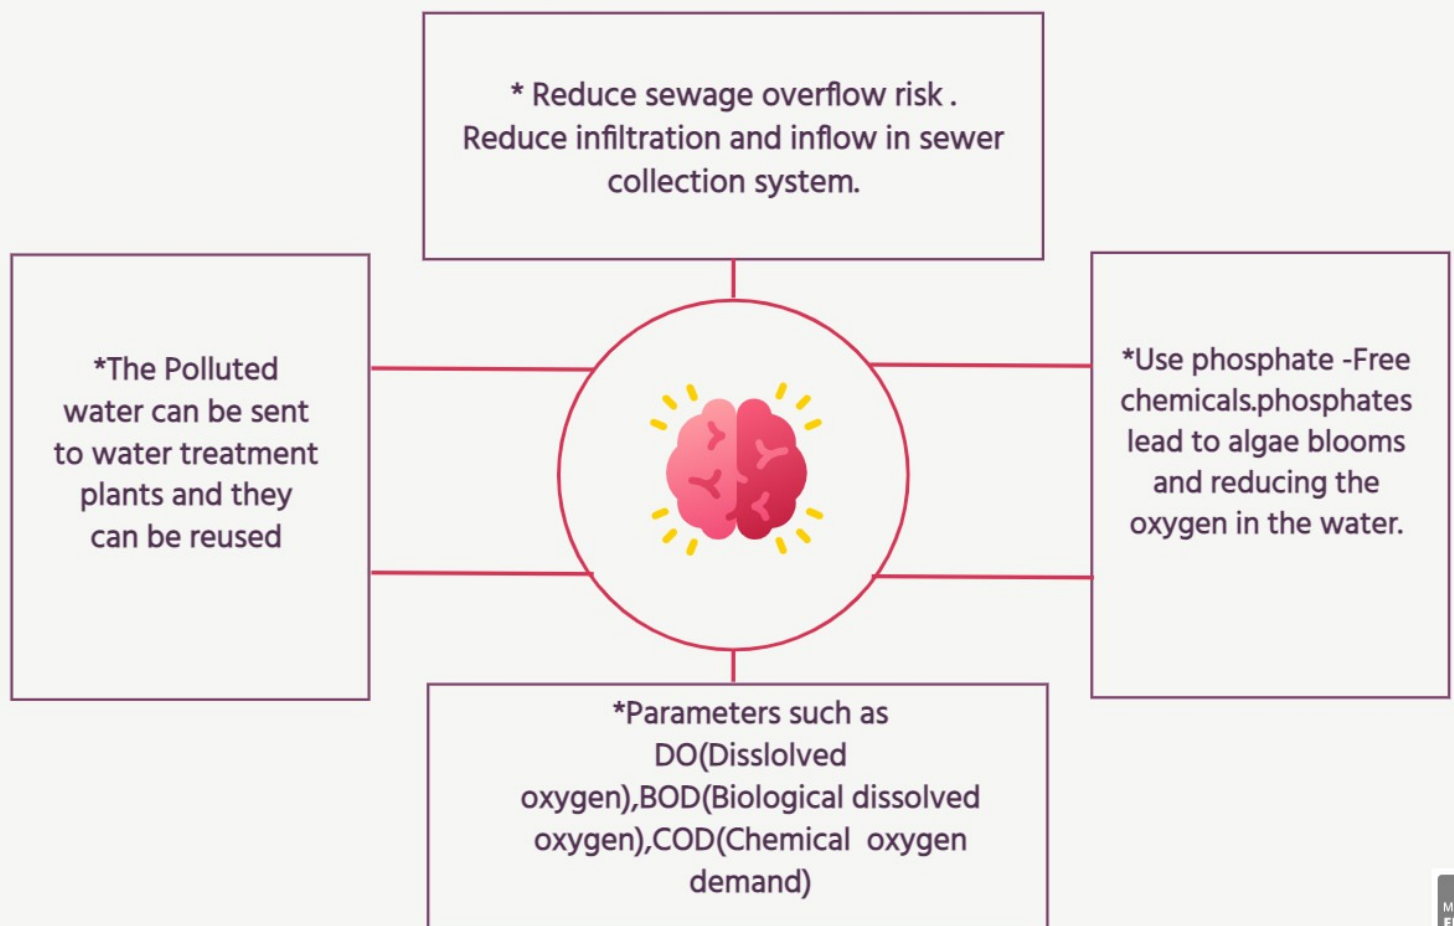 * Reduce sewage overflow risk .
Reduce infiltration and inflow in sewer
collection system.
*The Polluted
water can be sent
to water treatment
plants and they
can be reused
*Use phosphate -Free
chemicals.phosphates
lead to algae blooms
and reducing the
oxygen in the water.
*Parameters such as
DO(Disslolved
oxygen),BOD(Biological dissolved
oxygen),COD(Chemical  oxygen
demand)